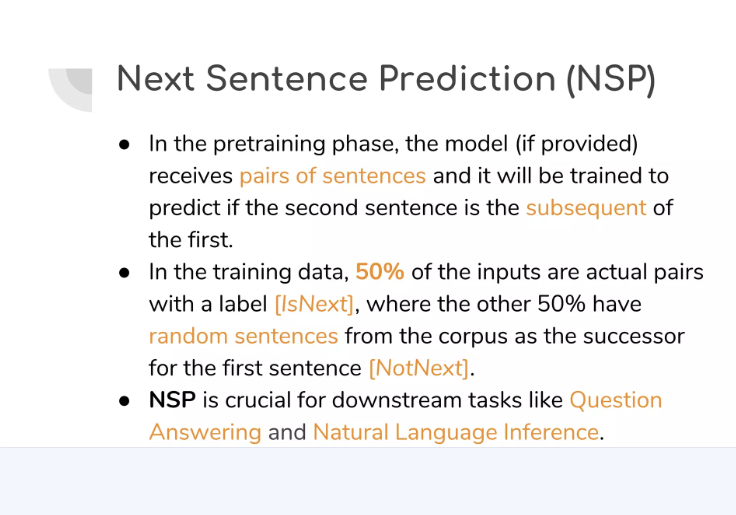 Next Sentence Prediction (NSP)
● In the pretraining phase, the model (if provided)
receives pairs of sentences and it will be trained to
predict if the second sentence is the subsequent of
the first.
● In the training data, 50% of the inputs are actual pairs
with a label [IsNext], where the other 50% have
random sentences from the corpus as the successor
for the first sentence [NotNext].
● NSP is crucial for downstream tasks like Question
Answering and Natural Language Inference.